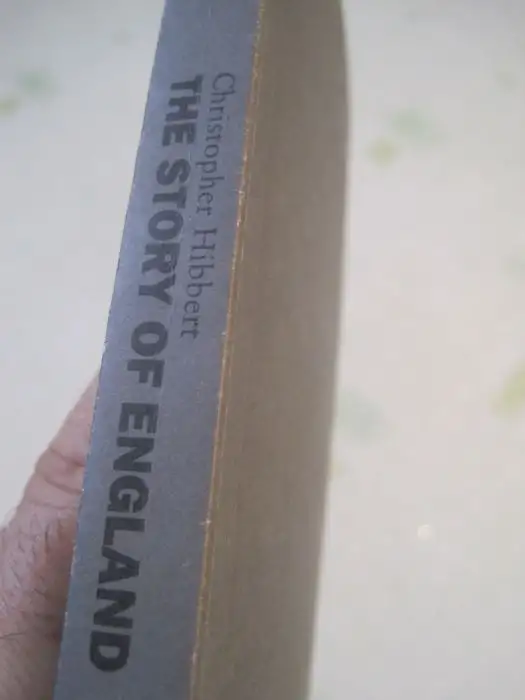 Christopher Hibbert
THE STORY OF ENGLAND